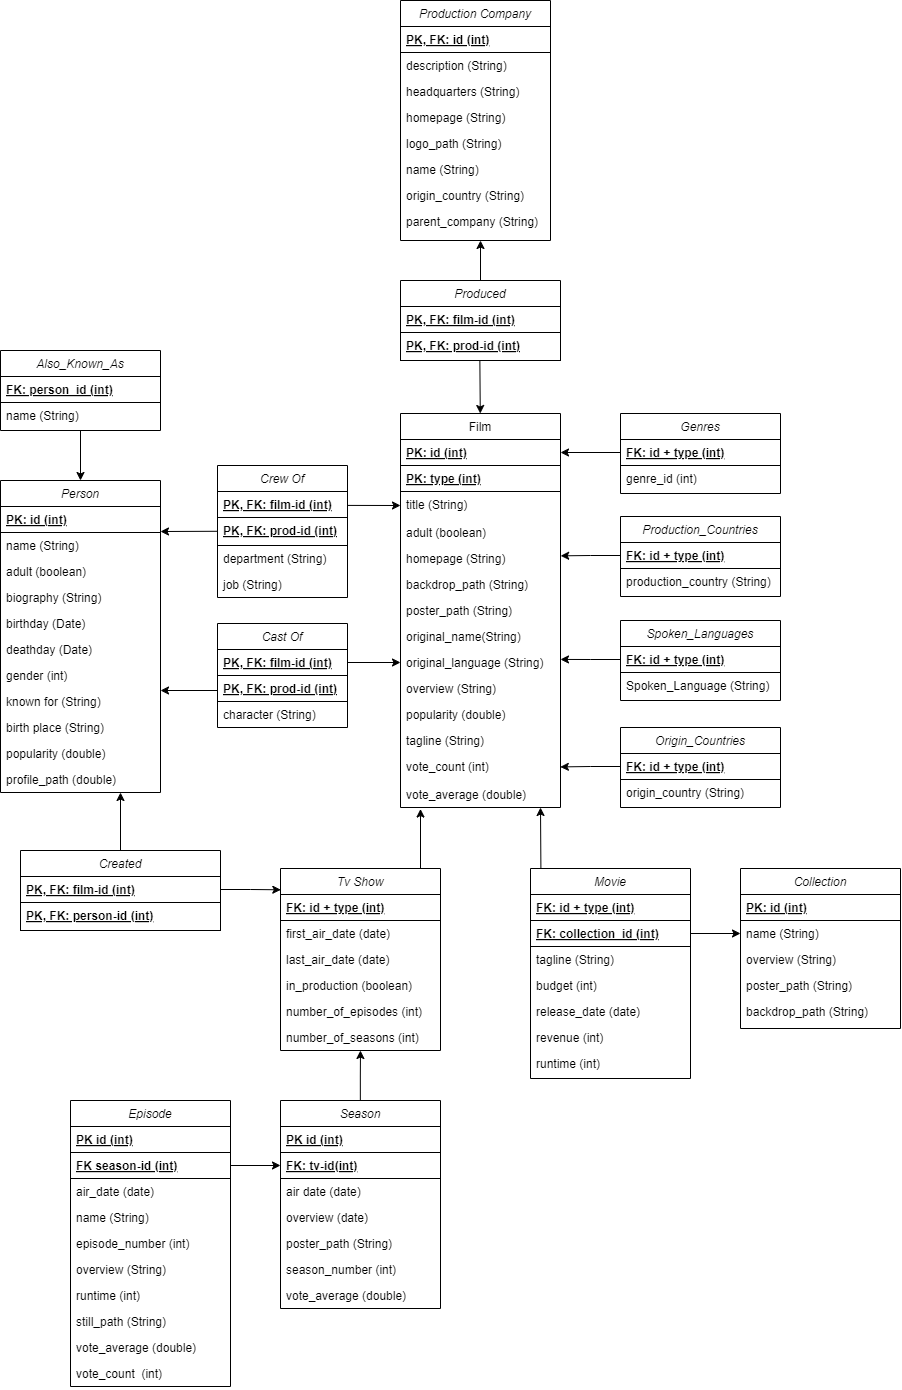 Production Company
PK, FK: id (int)
description (String)
headquarters (String)
homepage (String)
logo_path (String)
name (String)
origin_country (String)
parent_company (String)
Produced
PK, FK: film-id (int)
PK, FK: prod-id (int)
Also_Known_As
FK: person_id (int)
name (String)
Person
PK: id (int)
name (String)
adult (boolean)
biography (String)
birthday (Date)
deathday (Date)
gender (int)
known for (String)
birth place (String)
popularity (double)
profile_path (double)
Crew Of
PK, FK: film-id (int)
PK, FK: prod-id (int)
department (String)
job (String)
Cast Of
PK, FK: film-id (int)
PK, FK: prod-id (int)
character (String)
Film
PK: id (int)
PK: type (int)
title (String)
adult (boolean)
homepage (String)
backdrop_path (String)
poster_path (String)
original_name(String)
original_language (String)
overview (String)
popularity (double)
tagline (String)
vote_count (int)
vote_average (double)
Genres
FK: id + type (int)
genre_id (int)
Production_Countries
FK: id + type (int)
production_country (String)
Spoken_Languages
FK: id + type (int)
Spoken_Language (String)
Origin_Countries
FK: id + type (int)
origin_country (String)
Created
PK, FK: film-id (int)
PK, FK: person-id (int)
Tv Show
FK: id + type (int)
first_air_date (date)
last_air_date (date)
in_production (boolean)
number_of_episodes (int)
number_of_seasons (int)
Movie
FK: id + type (int)
FK: collection_id (int)
tagline (String)
budget (int)
release_date (date)
revenue (int)
runtime (int)
Collection
PK: id (int)
name (String)
overview (String)
poster_path (String)
backdrop_path (String)
Episode
PK id (int)
FK season-id (int)
air_date (date)
name (String)
episode_number (int)
overview (String)
runtime (int)
still_path (String)
vote_average (double)
vote_count (int)
Season
PK id (int)
FK: tv-id(int)
air date (date)
overview (date)
poster_path (String)
season_number (int)
vote_average (double)